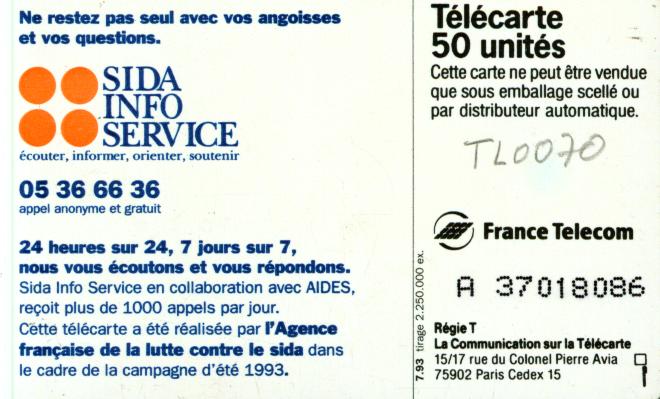 Ne restez pas seul avec vos angoisses
et vos questions.
SIDA
INFO
SERVICE
écouter, informer, orienter, soutenir
05 36 66 36
appel anonyme et gratuit
24 heures sur 24, 7 jours sur 7,
nous vous écoutons et vous répondons.
Sida Info Service en collaboration avec AIDES,
reçoit plus de 1000 appels par jour.
Cette télécarte a été réalisée par l'Agence
française de la lutte contre le sida dans
le cadre de la campagne d'été 1993.
Télécarte
50 unités
Cette carte ne peut être vendue
que sous emballage scellé ou
par distributeur automatique.
TL0070
France Telecom
A 37018086
7.93 tirage 2.250.000 ex.
Régie T
La Communication sur la Télécarte
15/17 rue du Colonel Pierre Avia
75902 Paris Cedex 15